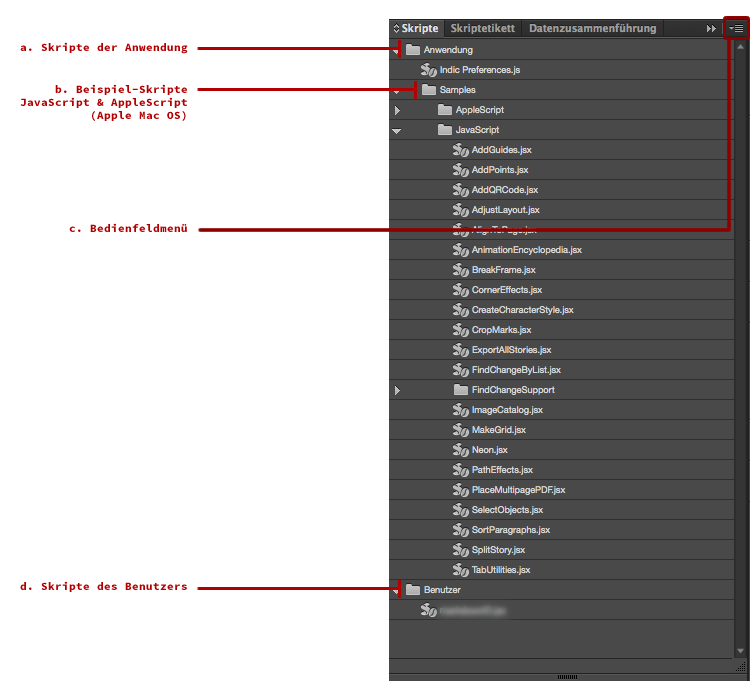 Skripte Skriptetikett Datenzusammenführung
a. Skripte der Anwendung
Anwendung
Indic Preferences.js
b. Beispiel-Skripte
JavaScript & AppleScript
(Apple Mac OS)
Samples
AppleScript
JavaScript
AddGuides.jsx
AddPoints.jsx
AddQRCode.jsx
AdjustLayout.jsx
c. Bedienfeldmenü
AlignToPage.jsx
AnimationEncyclopedia.jsx
BreakFrame.jsx
CornerEffects.jsx
CreateCharacterStyle.jsx
CropMarks.jsx
ExportAllStories.jsx
FindChangeByList.jsx
FindChangeSupport
ImageCatalog.jsx
MakeGrid.jsx
Neon.jsx
PathEffects.jsx
PlaceMultipagePDF.jsx
SelectObjects.jsx
SortParagraphs.jsx
SplitStory.jsx
TabUtilities.jsx
d. Skripte des Benutzers
Benutzer